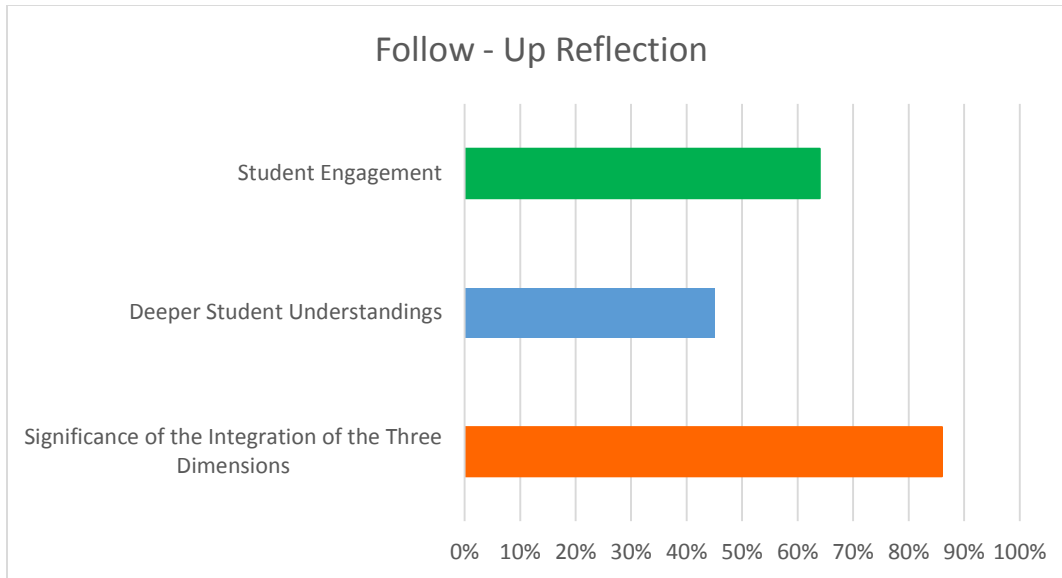 Follow - Up Reflection
Student Engagement
Deeper Student Understandings
Significance of the Integration of the Three
Dimensions
0% 10% 20% 30% 40% 50% 60% 70% 80% 90% 100%